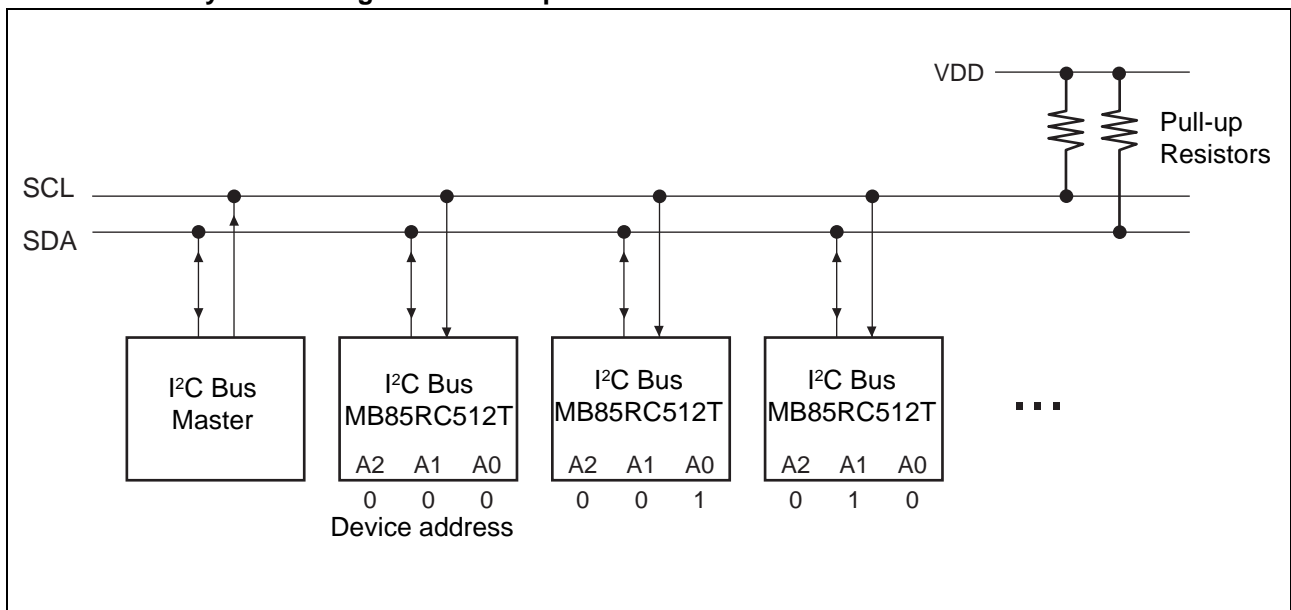 VDD
Pull-up
Resistors
SCL
SDA
I²C Bus
Master
I²C Bus
MB85RC512T
A2 A1 A0
0 0 0
Device address
I²C Bus
MB85RC512T
A2 A1 A0
0 0 1
I²C Bus
MB85RC512T
A2 A1 A0
0 1 0
...